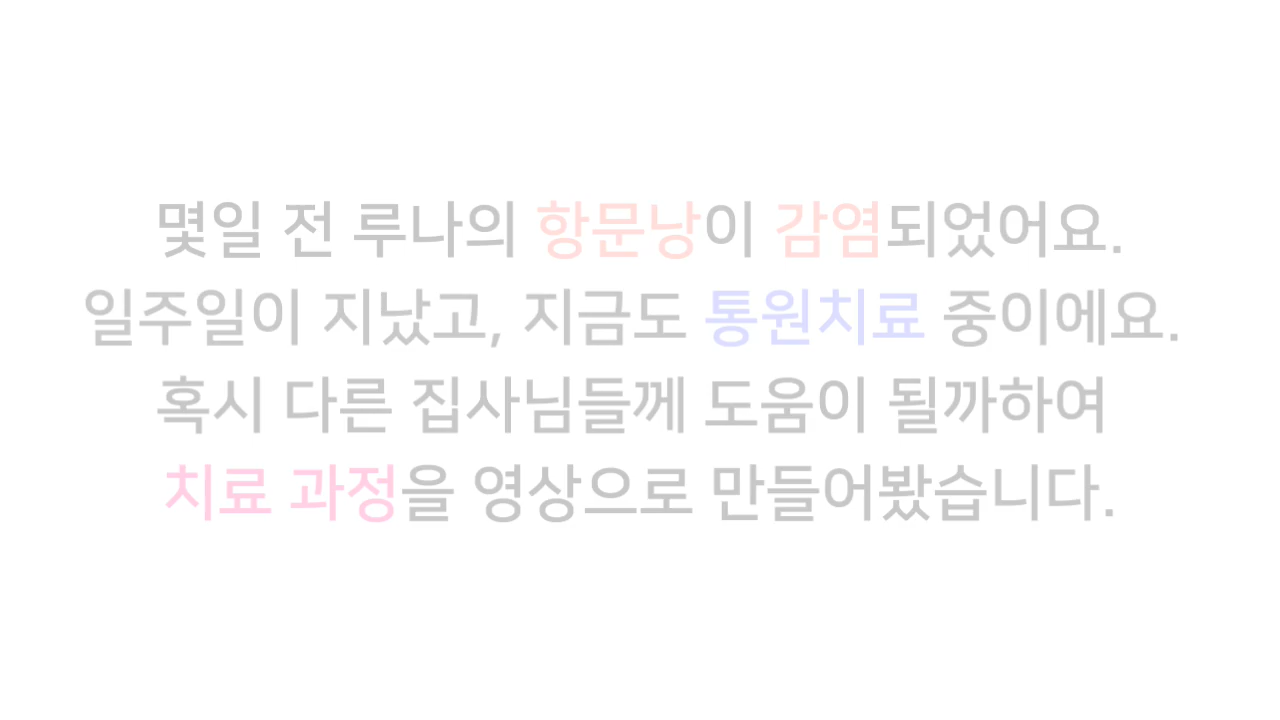 몇일 전 루나의 항문낭이 감염되었어요.
일주일이 지났고, 지금도 통원치료 중이에요.
혹시 다른 집사님들께 도움이 될까하여
치료 과정을 영상으로 만들어봤습니다.